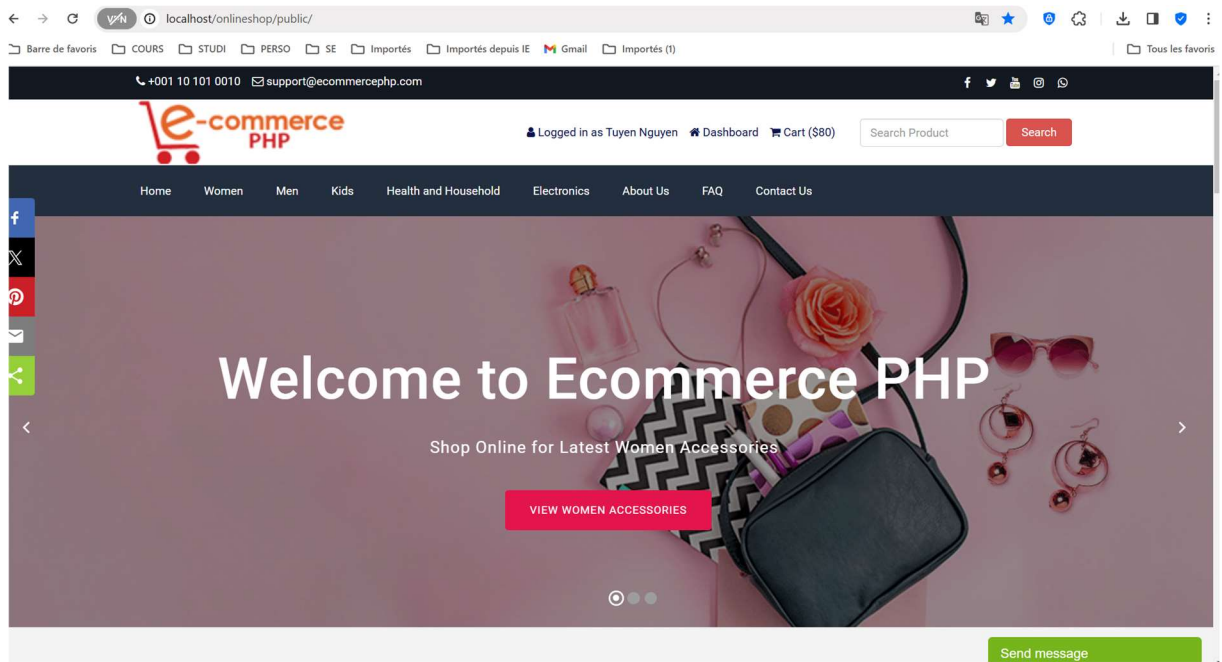 VPN localhost/onlineshop/public/
Barre de favoris COURS STUDI PERSO SE Importés Importés depuis IE Gmail Importés (1) Tous les favoris
+001 10 101 0010 support@ecommercephp.com
e-commerce
PHP
Logged in as Tuyen Nguyen Dashboard Cart ($80) Search Product Search
Home Women Men Kids Health and Household Electronics About Us FAQ Contact Us
Welcome to Ecommerce PHP
Shop Online for Latest Women Accessories
VIEW WOMEN ACCESSORIES
Send message